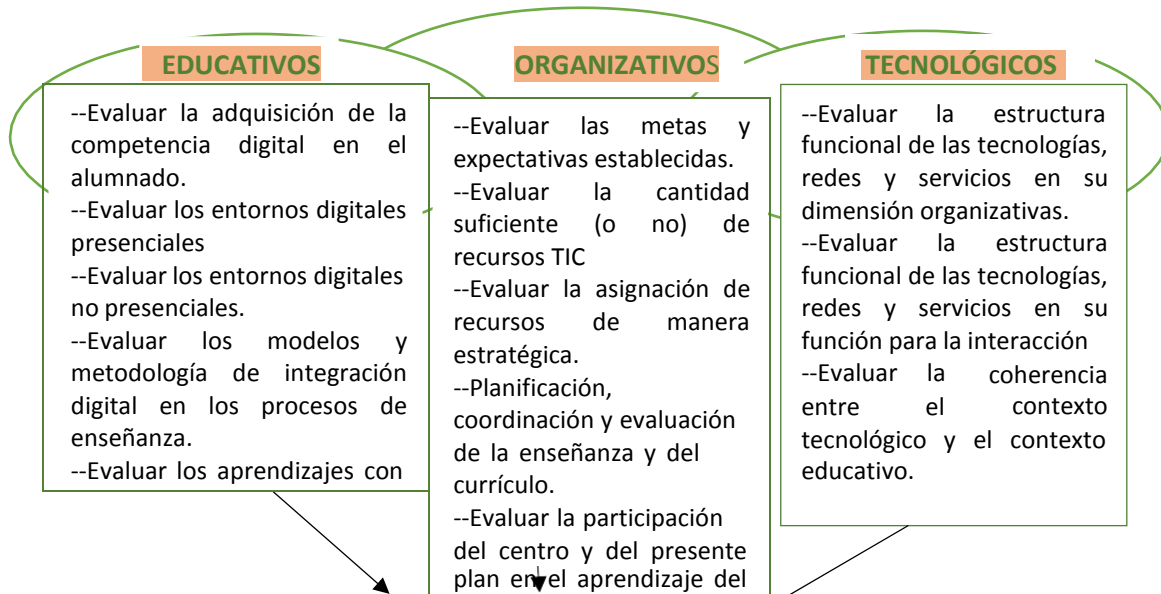 EDUCATIVOS
--Evaluar la adquisición de la
competencia digital en el
alumnado.
--Evaluar los entornos digitales
presenciales
--Evaluar los entornos digitales
no presenciales.
--Evaluar los modelos y
metodología de integración
digital en los procesos de
enseñanza.
--Evaluar los aprendizajes con
ORGANIZATIVOS
--Evaluar las metas y
expectativas establecidas.
--Evaluar la cantidad
suficiente (o no) de
recursos TIC
--Evaluar la asignación de
recursos de manera
estratégica.
--Planificación,
coordinación y evaluación
de la enseñanza y del
currículo.
--Evaluar la participación
del centro y del presente
plan en el aprendizaje del
TECNOLÓGICOS
--Evaluar la estructura
funcional de las tecnologías,
redes y servicios en su
dimensión organizativas.
--Evaluar la estructura
funcional de las tecnologías,
redes y servicios en su
función para la interacción
--Evaluar la coherencia
entre el contexto
tecnológico y el contexto
educativo.